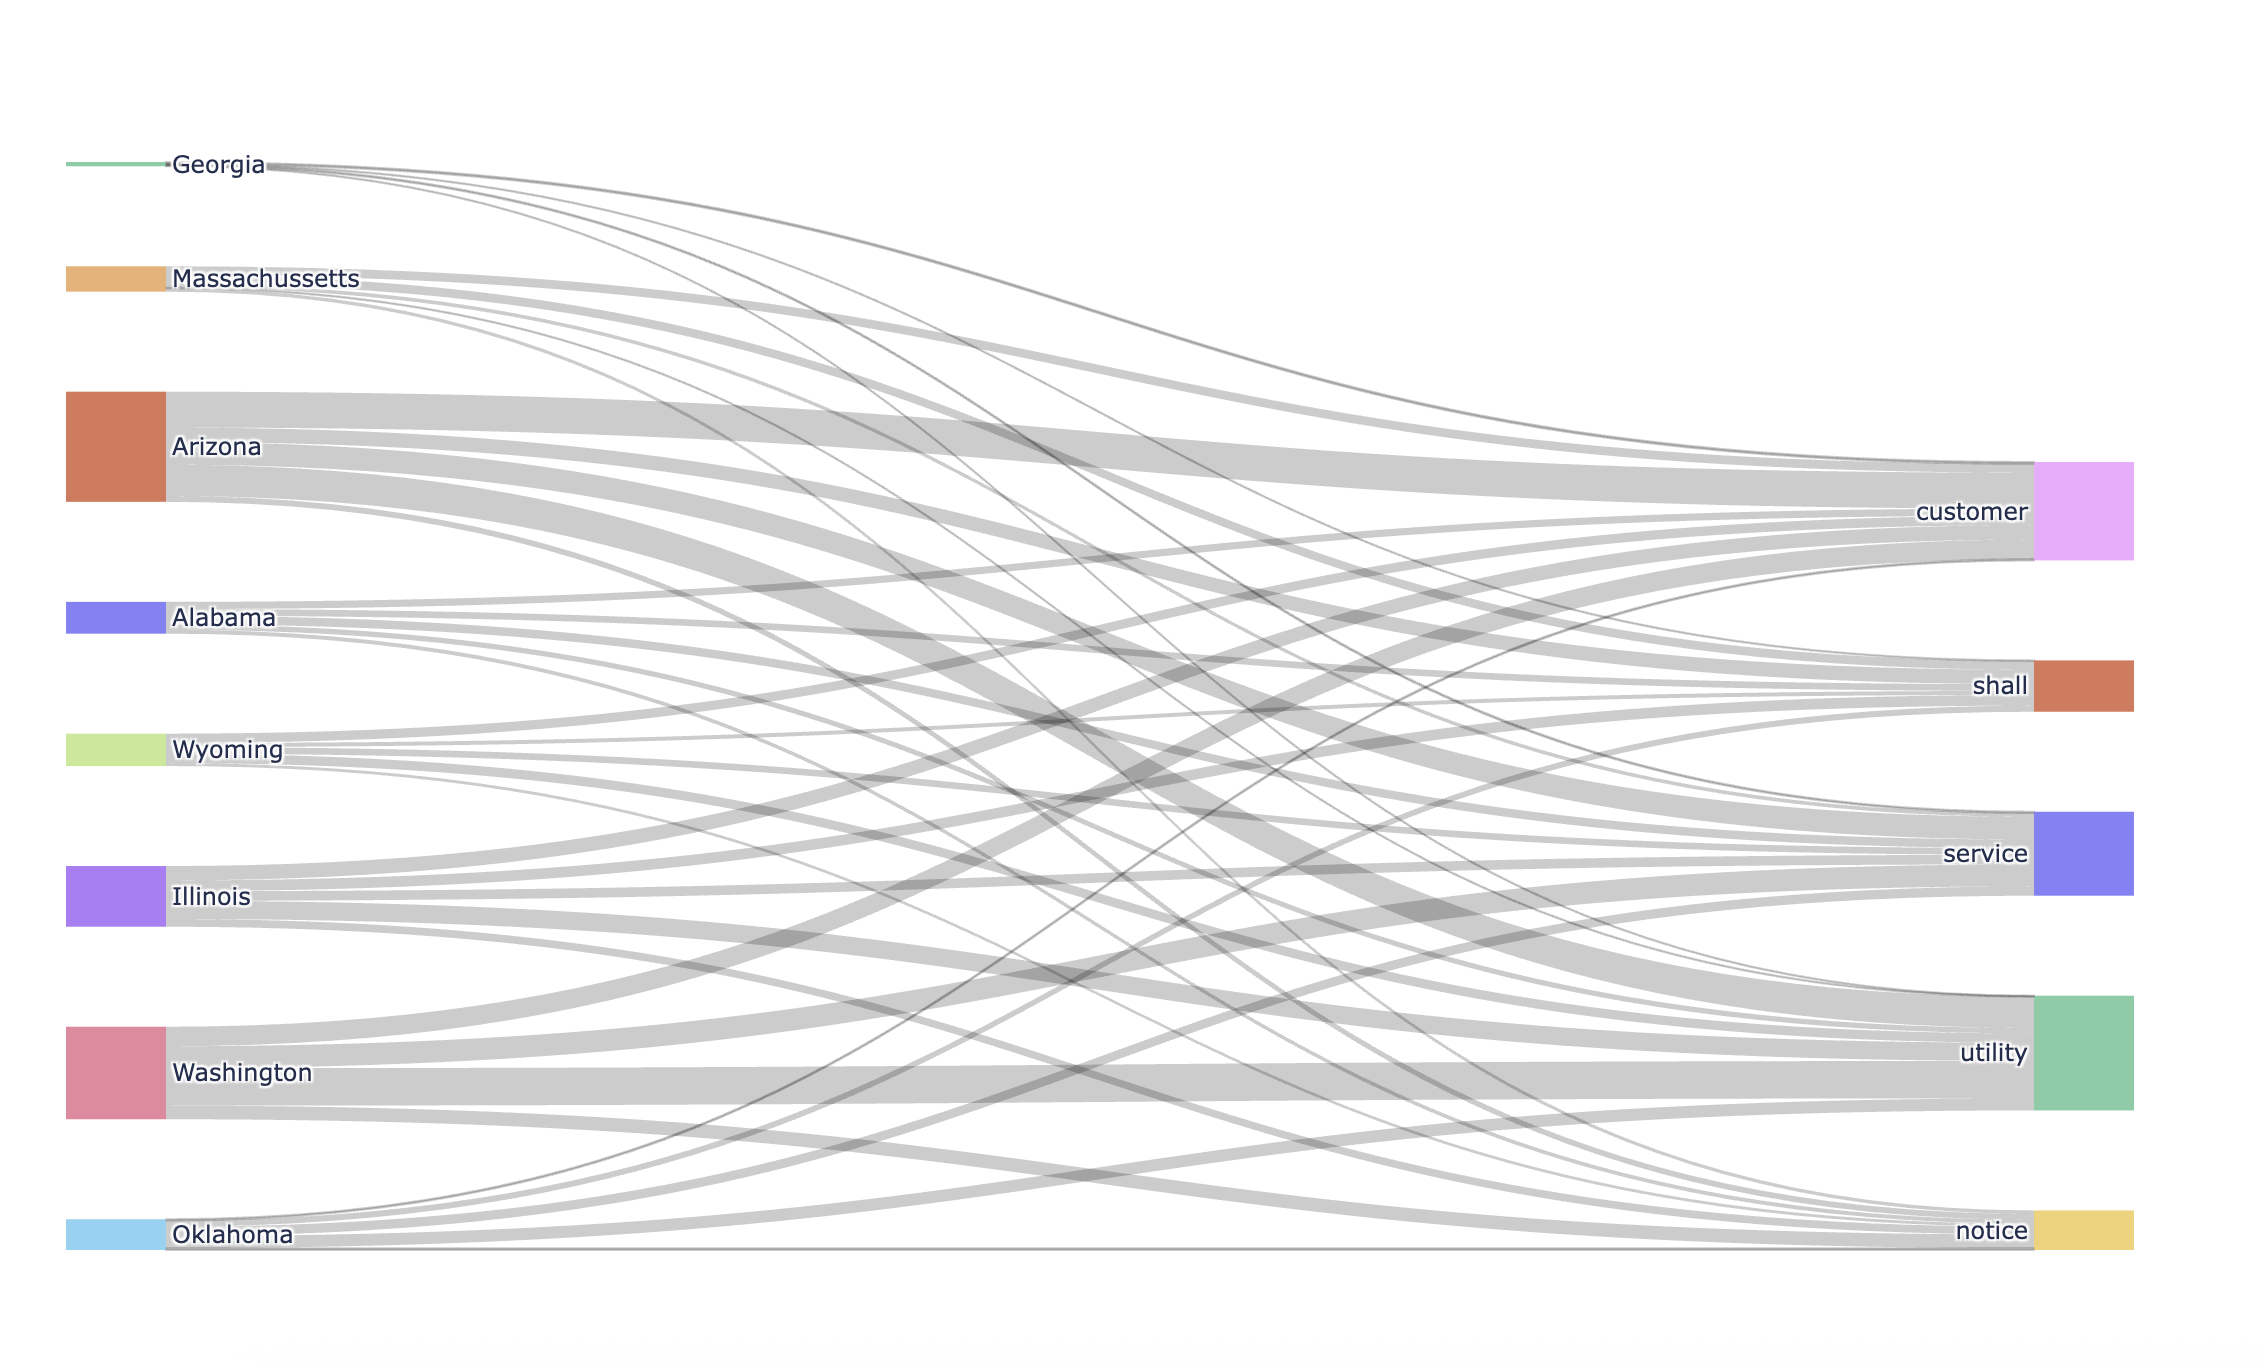 Georgia
Massachussetts
Arizona
customer
Alabama
shall
Wyoming
service
Illinois
utility
Washington
notice
Oklahoma